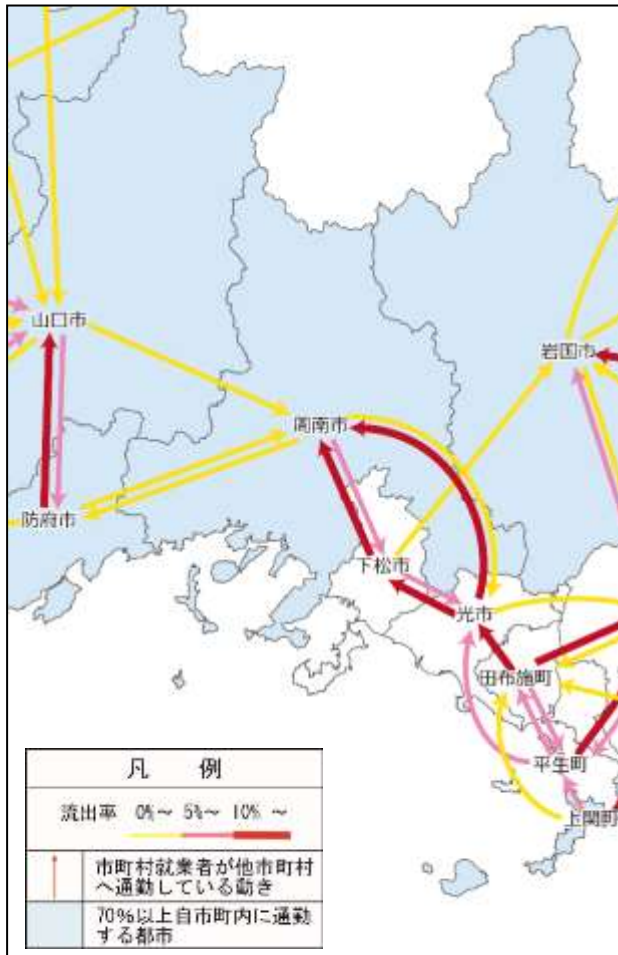 山口市
岩国市
周南市
防府市
下松市
光市
田布施町
平生町
上関町
凡 例
流出率 0%~ 5%~ 10% ~
市町村就業者が他市町村
へ通勤している動き
70%以上自市町内に通勤
する都市